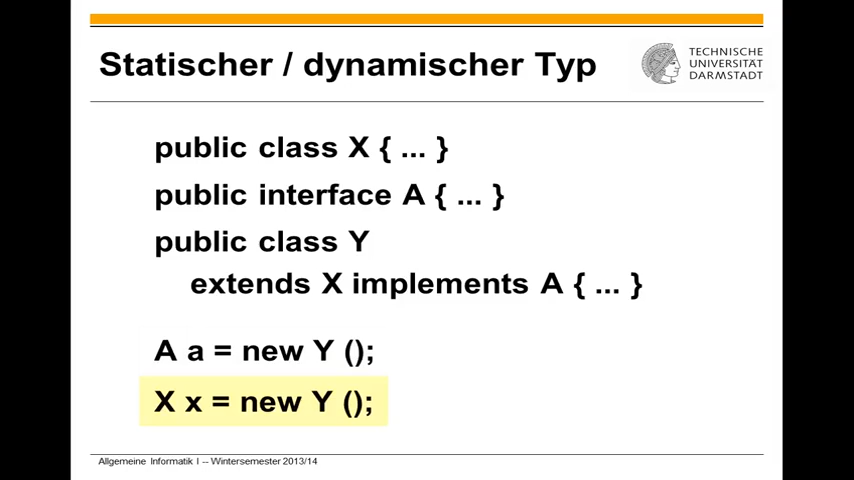 Statischer / dynamischer Typ
TECHNISCHE
UNIVERSITÄT
DARMSTADT
public class X { ... }
public interface A { ... }
public class Y
extends X implements A { ... }
A a = new Y ();
X x = new Y ();
Allgemeine Informatik I -- Wintersemester 2013/14